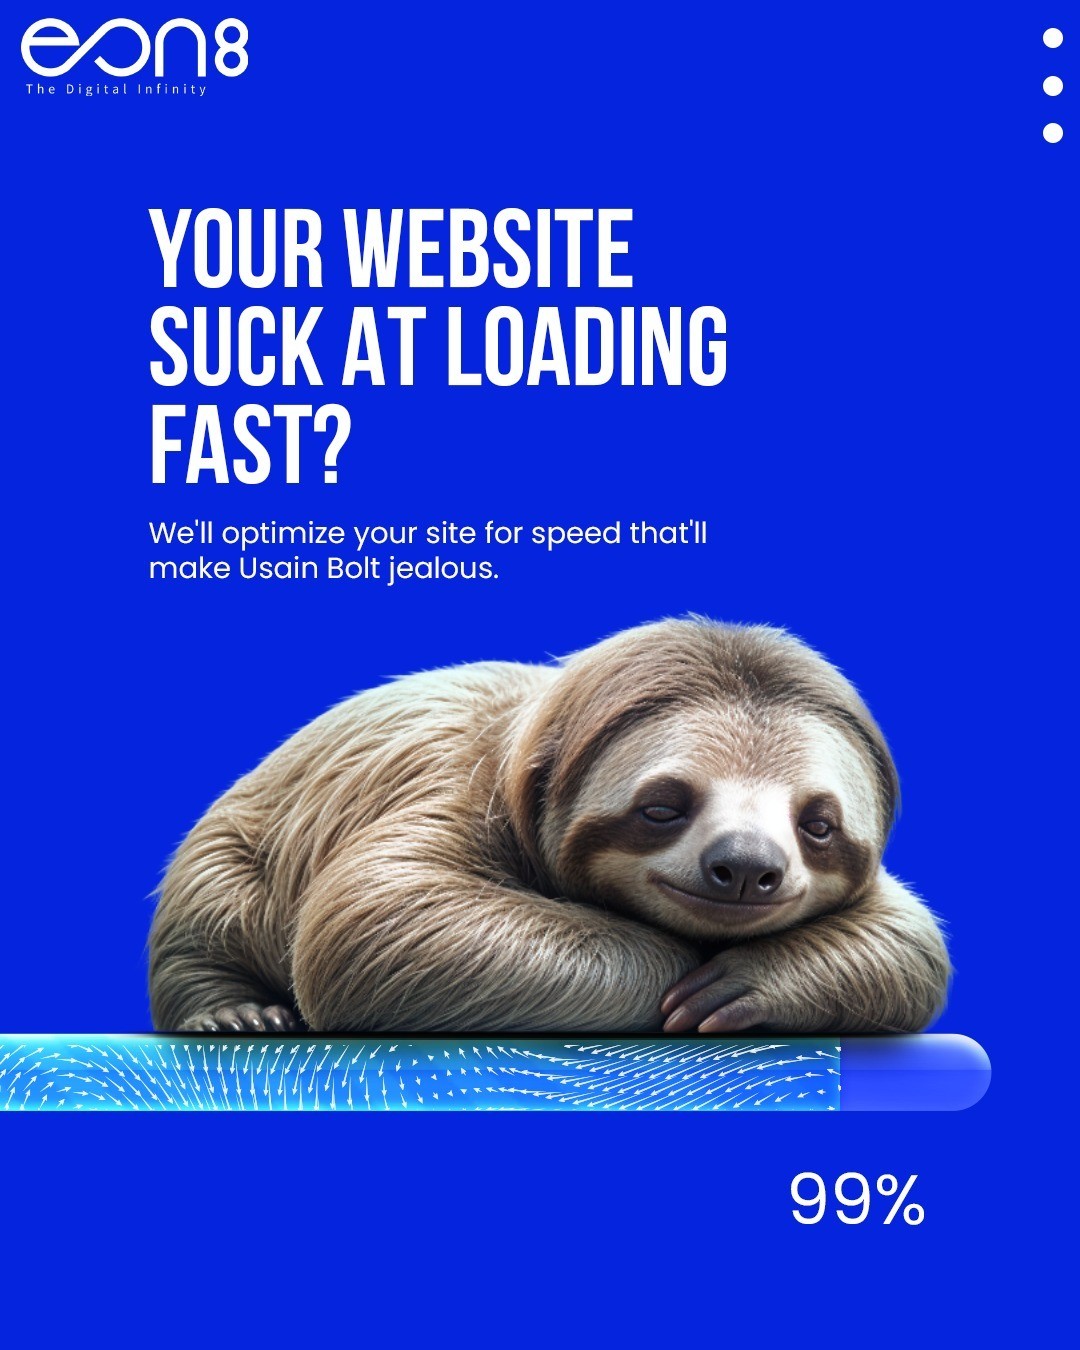 eon8
The Digital Infinity
YOUR WEBSITE
SUCK AT LOADING
FAST?
We'll optimize your site for speed that'll
make Usain Bolt jealous.
99%